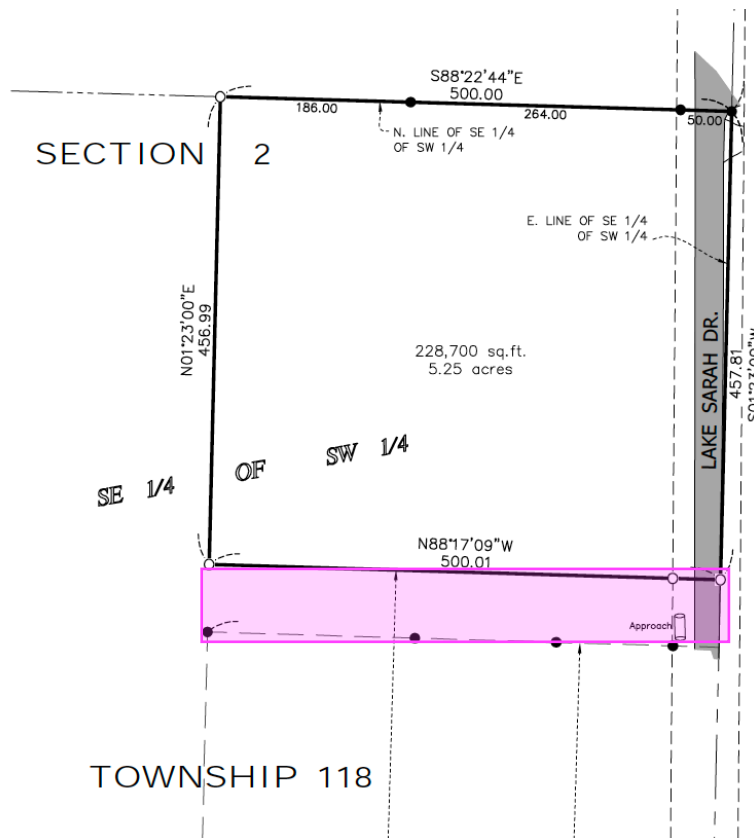 S88°22'44"E
500.00
186.00
264.00
50.00
N. LINE OF SE 1/4
OF SW 1/4
SECTION 2
E. LINE OF SE 1/4
OF SW 1/4
N01°23'00"E
456.99
228,700 sq.ft.
5.25 acres
LAKE SARAH DR.
457.81
S01°23'00"W
SE 1/4 OF SW 1/4
N88°17'09"W
500.01
Approach
TOWNSHIP 118